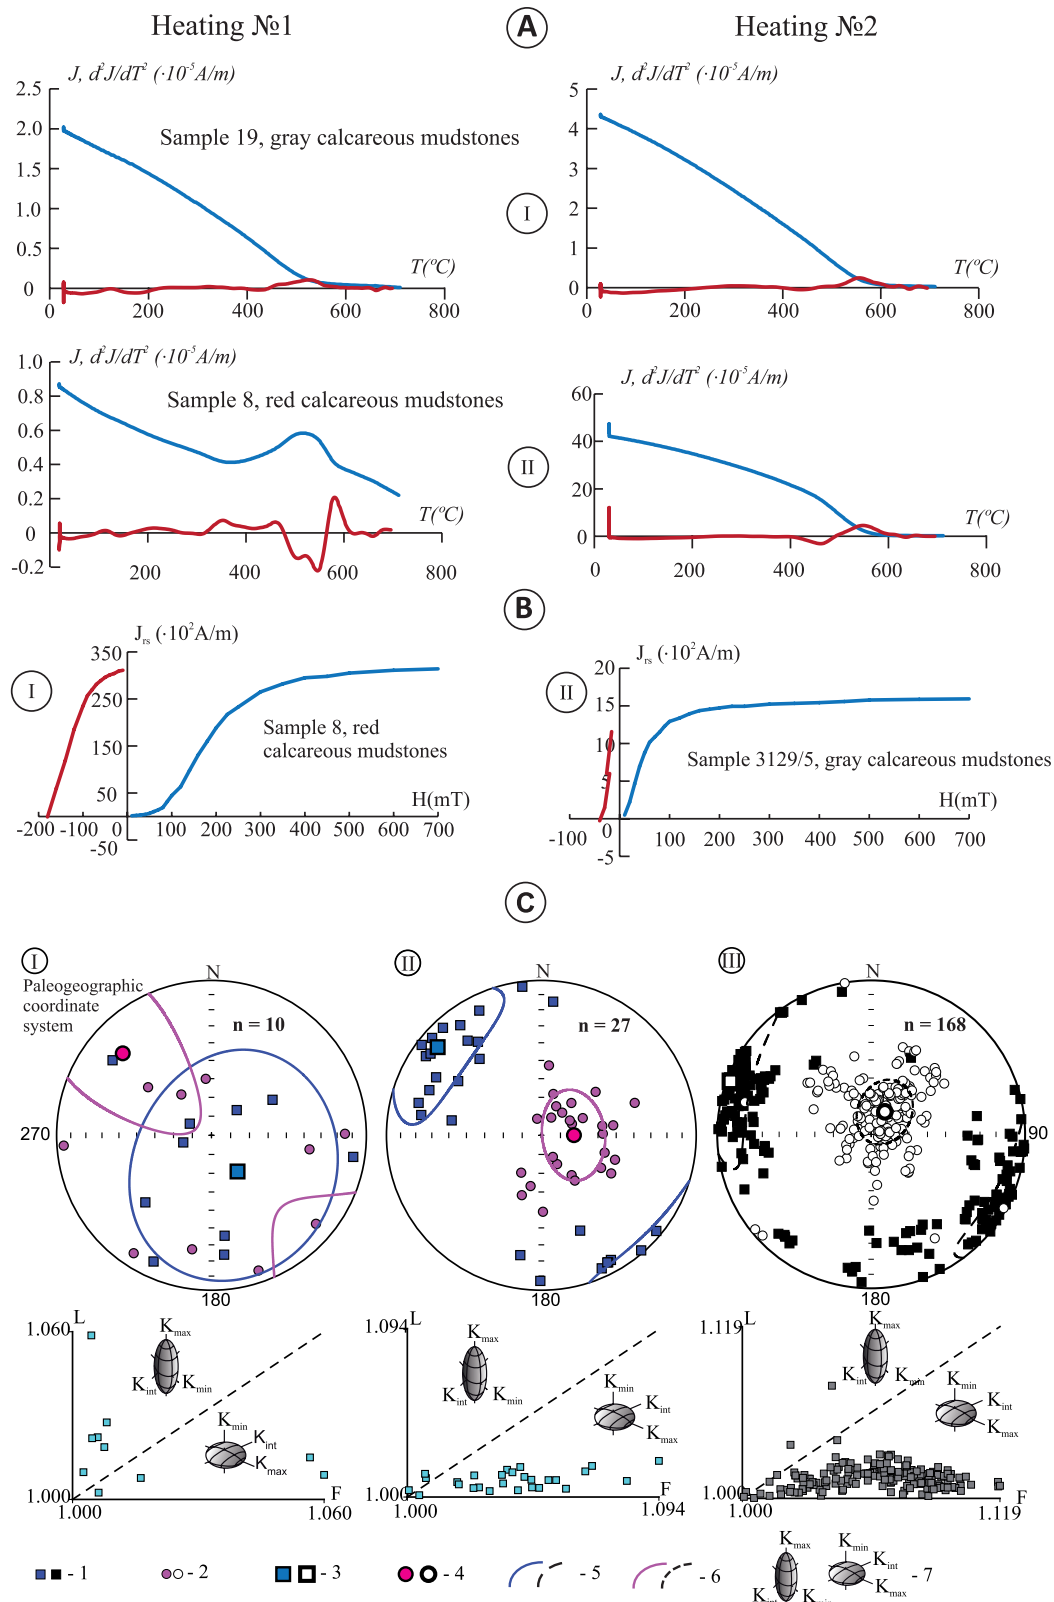 Heating №1
A
Heating №2
J, d²J/dT² (·10⁻⁵A/m)
2.5
2.0
1.5
1.0
0.5
0
Sample 19, gray calcareous mudstones
T(ºC)
0 200 400 600 800
I
J, d²J/dT² (·10⁻⁵A/m)
5
4
3
2
1
0
T(ºC)
0 200 400 600 800
J, d²J/dT² (·10⁻⁵A/m)
1.0
0.8
0.6
0.4
0.2
0
-0.2
Sample 8, red calcareous mudstones
T(ºC)
200 400 600 800
II
J, d²J/dT² (·10⁻⁵A/m)
60
40
20
0
T(ºC)
0 200 400 600 800
B
I
Jrs (·10²A/m)
350
250
150
50
-50
Sample 8, red
calcareous mudstones
H(mT)
-200 -100 0 100 200 300 400 500 600 700
II
Jrs (·10²A/m)
20
15
10
5
-5
Sample 3129/5, gray calcareous mudstones
H(mT)
-100 100 200 300 400 500 600 700
C
I
Paleogeographic
coordinate
system
N
n = 10
270
180
II
N
n = 27
180
III
N
n = 168
90
180
L
1.060
Kmax
Kint
Kmin
Kmin
Kint
Kmax
1.000
F
1.000
1.060
L
1.094
Kmax
Kint
Kmin
Kmin
Kint
Kmax
1.000
F
1.000
1.094
L
1.119
Kmax
Kint
Kmin
Kmin
Kint
Kmax
1.000
F
1.000
1.119
- 1
- 2
- 3
- 4
- 5
- 6
Kmax
Kint
Kmin
Kmin
Kint
Kmax
- 7